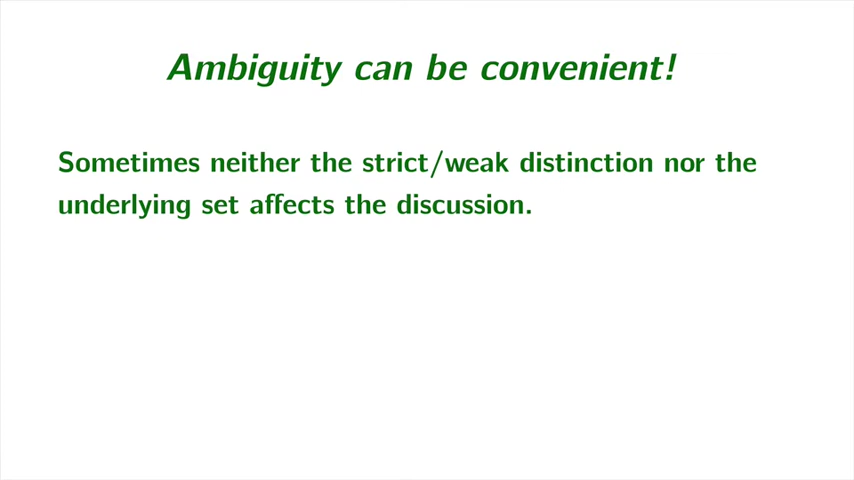 Ambiguity can be convenient!
Sometimes neither the strict/weak distinction nor the
underlying set affects the discussion.